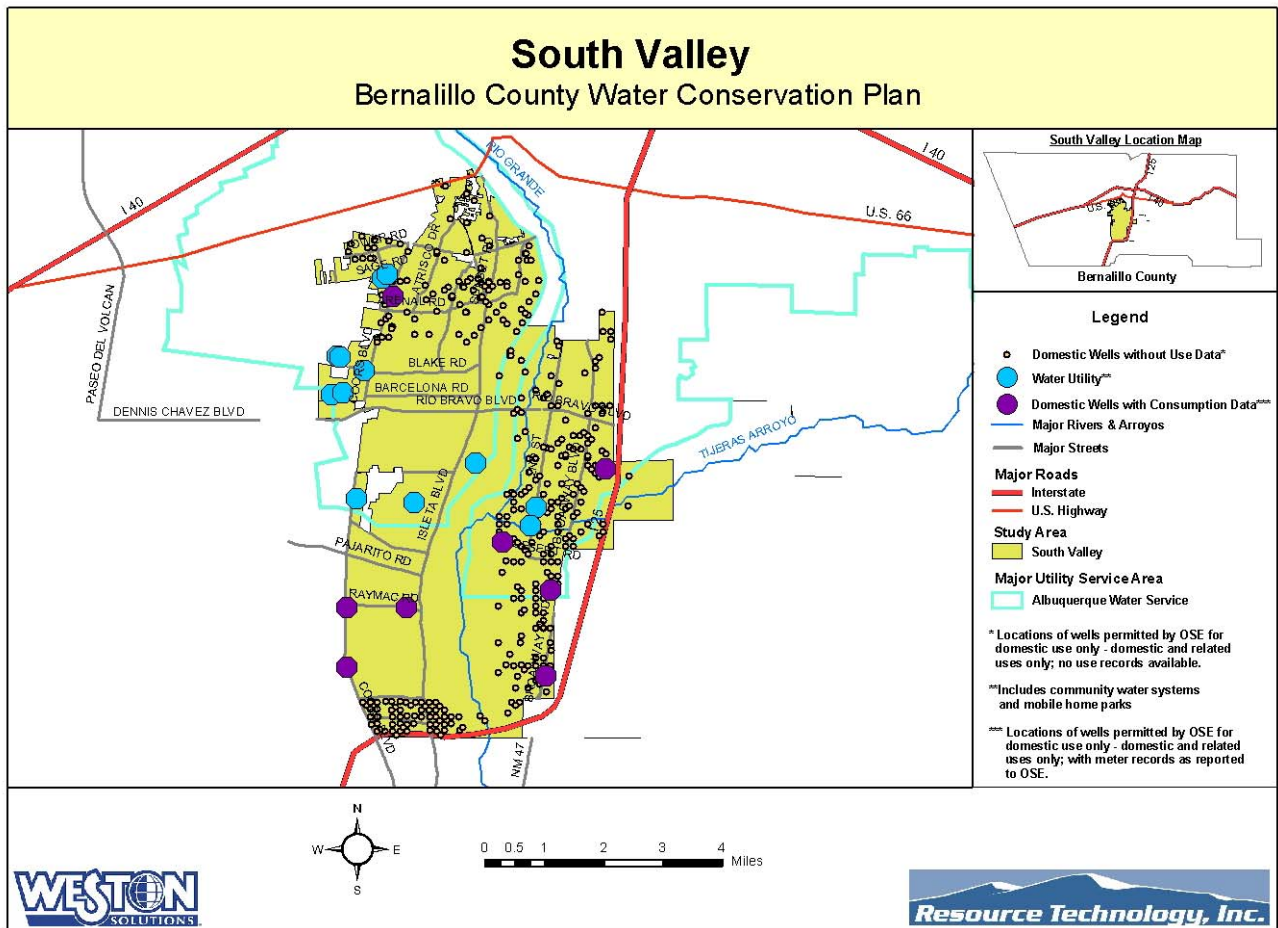 South Valley
Bernalillo County Water Conservation Plan
I 40
RIO GRANDE
I 40
U.S. 66
PASEO DEL VOLCAN
SAGE RD
ATRISCO DR
BLAKE RD
BARCELONA RD
RIO BRAVO BLVD
DENNIS CHAVEZ BLVD
TIJERAS ARROYO
ISLETA BLVD
PAJARITO RD
RAYMAC RD
NM 47
South Valley Location Map
I 25
I 40
Bernalillo County
Legend
Domestic Wells without Use Data*
Water Utility**
Domestic Wells with Consumption Data***
Major Rivers & Arroyos
Major Streets
Major Roads
Interstate
U.S. Highway
Study Area
South Valley
Major Utility Service Area
Albuquerque Water Service
* Locations of wells permitted by OSE for
domestic use only - domestic and related
uses only; no use records available.
**Includes community water systems
and mobile home parks
*** Locations of wells permitted by OSE for
domestic use only - domestic and related
uses only; with meter records as reported
to OSE.
N
W E
S
0 0.5 1 2 3 4
Miles
WESTON
SOLUTIONS
Resource Technology, Inc.